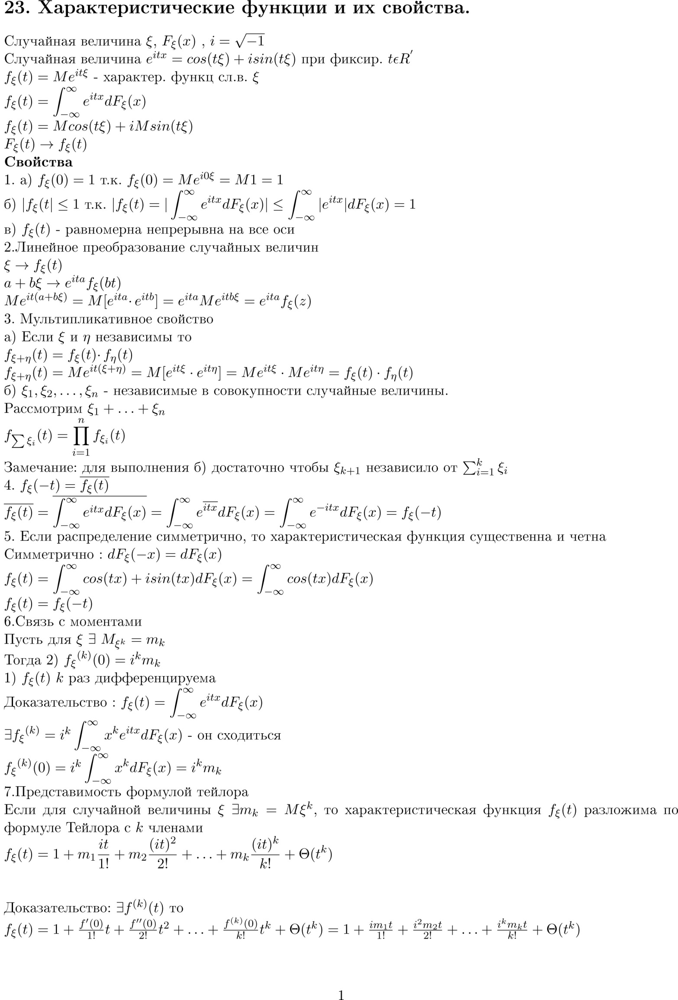 23. Характеристические функции и их свойства.
Случайная величина $\xi$, $F_\xi(x)$ , $i = \sqrt{-1}$
Случайная величина $e^{itx} = cos(t\xi) + isin(t\xi)$ при фиксир. $t\epsilon R^{'}$
$f_\xi(t) = Me^{it\xi}$ - характер. функц сл.в. $\xi$
$f_\xi(t) = \int_{-\infty}^{\infty} e^{itx}dF_\xi(x)$
$f_\xi(t) = Mcos(t\xi) + iMsin(t\xi)$
$F_\xi(t) \to f_\xi(t)$
Свойства
1. а) $f_\xi(0) = 1$ т.к. $f_\xi(0) = Me^{i0\xi} = M1 = 1$
б) $|f_\xi(t| \leq 1$ т.к. $|f_\xi(t) = |\int_{-\infty}^{\infty} e^{itx}dF_\xi(x)| \leq \int_{-\infty}^{\infty} |e^{itx}|dF_\xi(x) = 1$
в) $f_\xi(t)$ - равномерна непрерывна на все оси
2.Линейное преобразование случайных величин
$\xi \to f_\xi(t)$
$a + b\xi \to e^{ita}f_\xi(bt)$
$Me^{it(a+b\xi)} = M[e^{ita}\cdot e^{itb}] = e^{ita}Me^{itb\xi} = e^{ita}f_\xi(z)$
3. Мультипликативное свойство
а) Если $\xi$ и $\eta$ независимы то
$f_{\xi+\eta}(t) = f_\xi(t)\cdot f_\eta(t)$
$f_{\xi+\eta}(t) = Me^{it(\xi+\eta)} = M[e^{it\xi} \cdot e^{it\eta}] = Me^{it\xi} \cdot Me^{it\eta} = f_\xi(t) \cdot f_\eta(t)$
б) $\xi_1, \xi_2, \ldots, \xi_n$ - независимые в совокупности случайные величины.
Рассмотрим $\xi_1 + \ldots + \xi_n$
$f_{\sum \xi_i}(t) = \prod_{i=1}^{n} f_{\xi_i}(t)$
Замечание: для выполнения б) достаточно чтобы $\xi_{k+1}$ независило от $\sum_{i=1}^{k} \xi_i$
4. $f_\xi(-t) = \overline{f_\xi(t)}$
$\overline{f_\xi(t)} = \overline{\int_{-\infty}^{\infty} e^{itx}dF_\xi(x)} = \int_{-\infty}^{\infty} e^{\overline{itx}}dF_\xi(x) = \int_{-\infty}^{\infty} e^{-itx}dF_\xi(x) = f_\xi(-t)$
5. Если распределение симметрично, то характеристическая функция существенна и четна
Симметрично : $dF_\xi(-x) = dF_\xi(x)$
$f_\xi(t) = \int_{-\infty}^{\infty} cos(tx) + isin(tx)dF_\xi(x) = \int_{-\infty}^{\infty} cos(tx)dF_\xi(x)$
$f_\xi(t) = f_\xi(-t)$
6.Связь с моментами
Пусть для $\xi$ $\exists$ $M_{\xi^k} = m_k$
Тогда 2) $f_\xi{}^{(k)}(0) = i^k m_k$
1) $f_\xi(t)$ $k$ раз дифференцируема
Доказательство : $f_\xi(t) = \int_{-\infty}^{\infty} e^{itx}dF_\xi(x)$
$\exists f_\xi{}^{(k)} = i^k \int_{-\infty}^{\infty} x^k e^{itx}dF_\xi(x)$ - он сходиться
$f_\xi{}^{(k)}(0) = i^k \int_{-\infty}^{\infty} x^k dF_\xi(x) = i^k m_k$
7.Представимость формулой тейлора
Если для случайной величины $\xi$ $\exists m_k = M\xi^k$, то характеристическая функция $f_\xi(t)$ разложима по
формуле Тейлора с $k$ членами
$f_\xi(t) = 1 + m_1\frac{it}{1!} + m_2\frac{(it)^2}{2!} + \ldots + m_k\frac{(it)^k}{k!} + \Theta(t^k)$
Доказательство: $\exists f^{(k)}(t)$ то
$f_\xi(t) = 1 + \frac{f'(0)}{1!}t + \frac{f''(0)}{2!}t^2 + \ldots + \frac{f^{(k)}(0)}{k!}t^k + \Theta(t^k) = 1 + \frac{im_1t}{1!} + \frac{i^2m_2t}{2!} + \ldots + \frac{i^km_kt}{k!} + \Theta(t^k)$
1